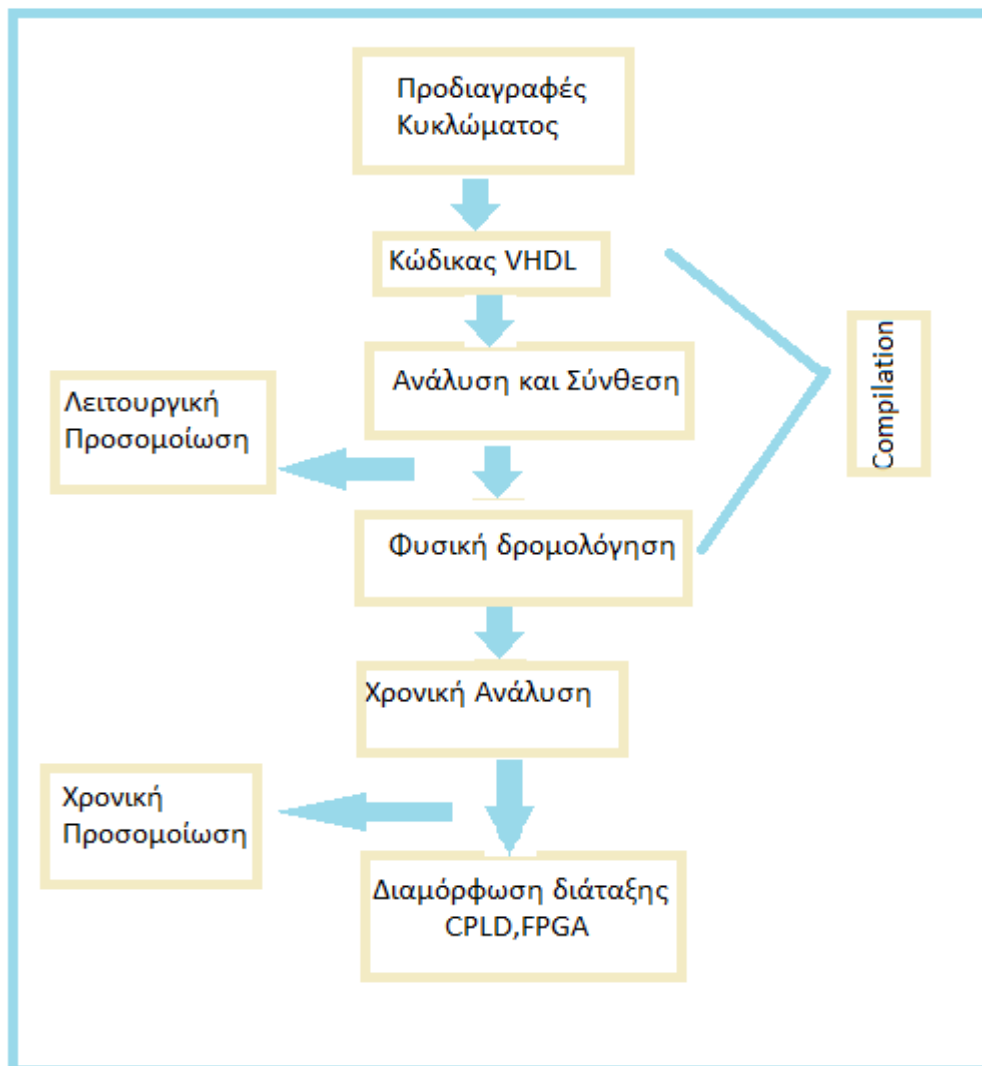 Προδιαγραφές
Κυκλώματος
Κώδικας VHDL
Ανάλυση και Σύνθεση
Λειτουργική
Προσομοίωση
Compilation
Φυσική δρομολόγηση
Χρονική Ανάλυση
Χρονική
Προσομοίωση
Διαμόρφωση διάταξης
CPLD,FPGA